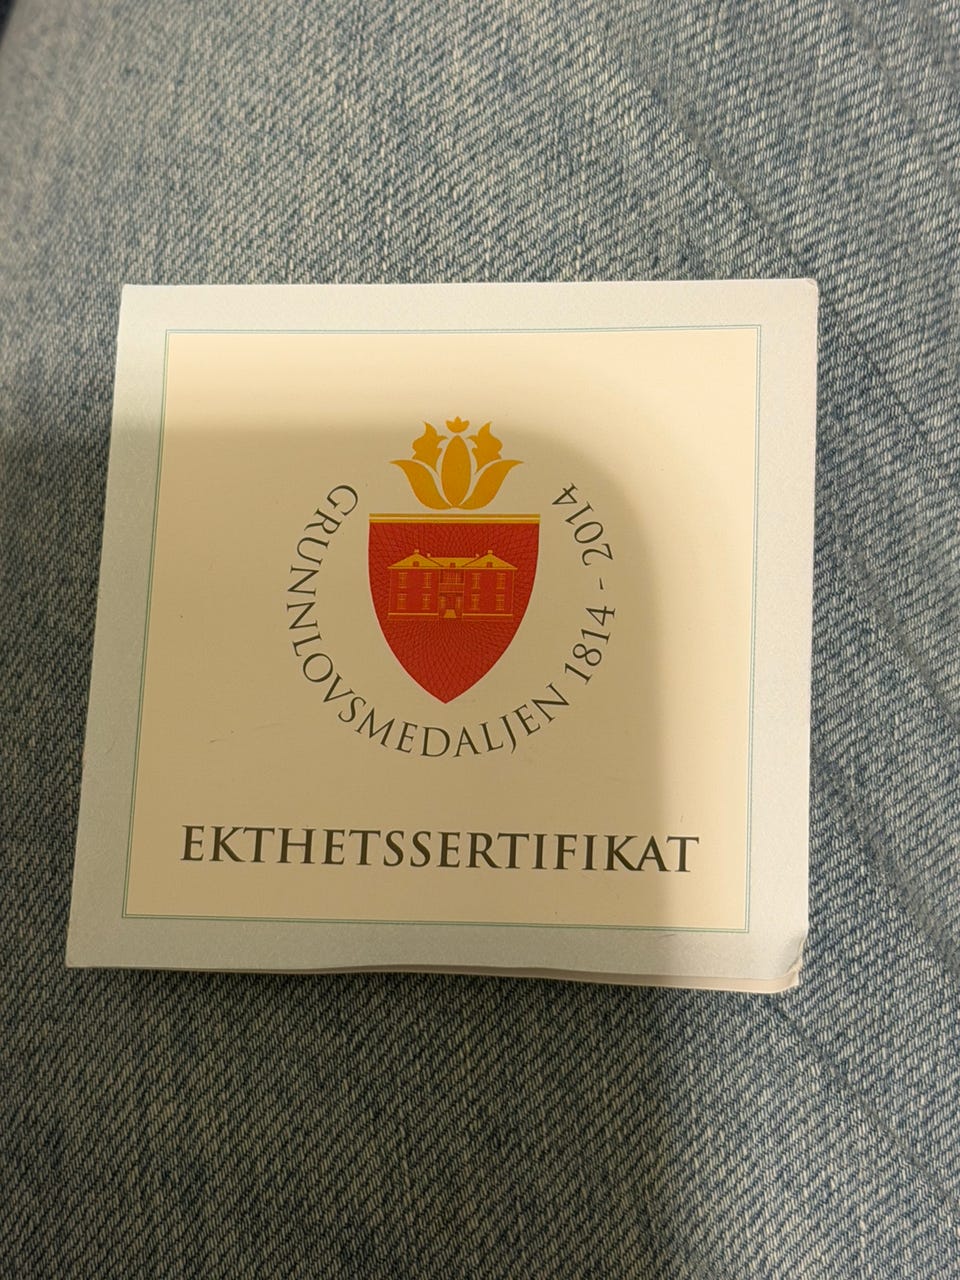 GRUNNLOVSMEDALJEN 1814 - 2014
EKTHETSSERTIFIKAT